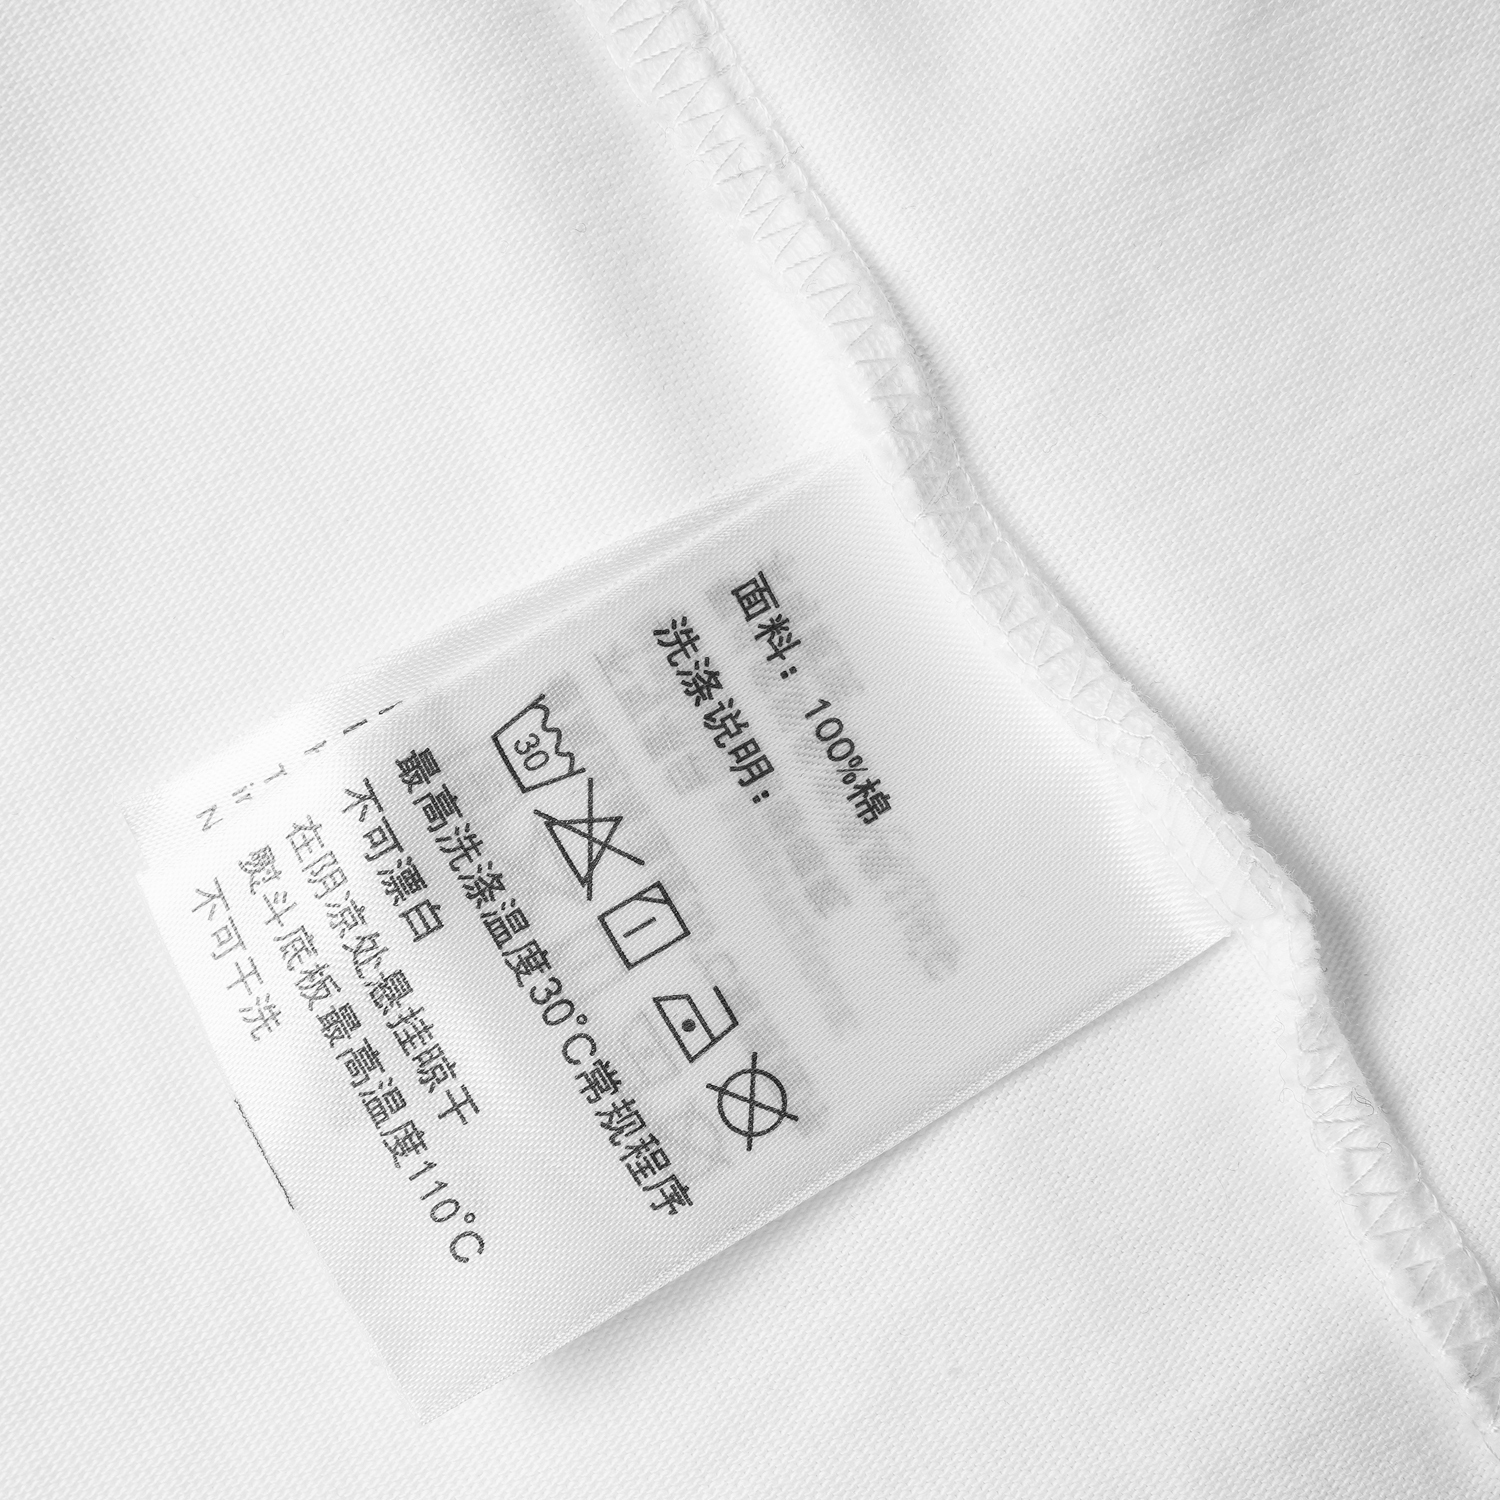 面料：100%棉
洗涤说明：
30
最高洗涤温度30°C常规程序
不可漂白
在阴凉处悬挂晾干
熨斗底板最高温度110°C
不可干洗